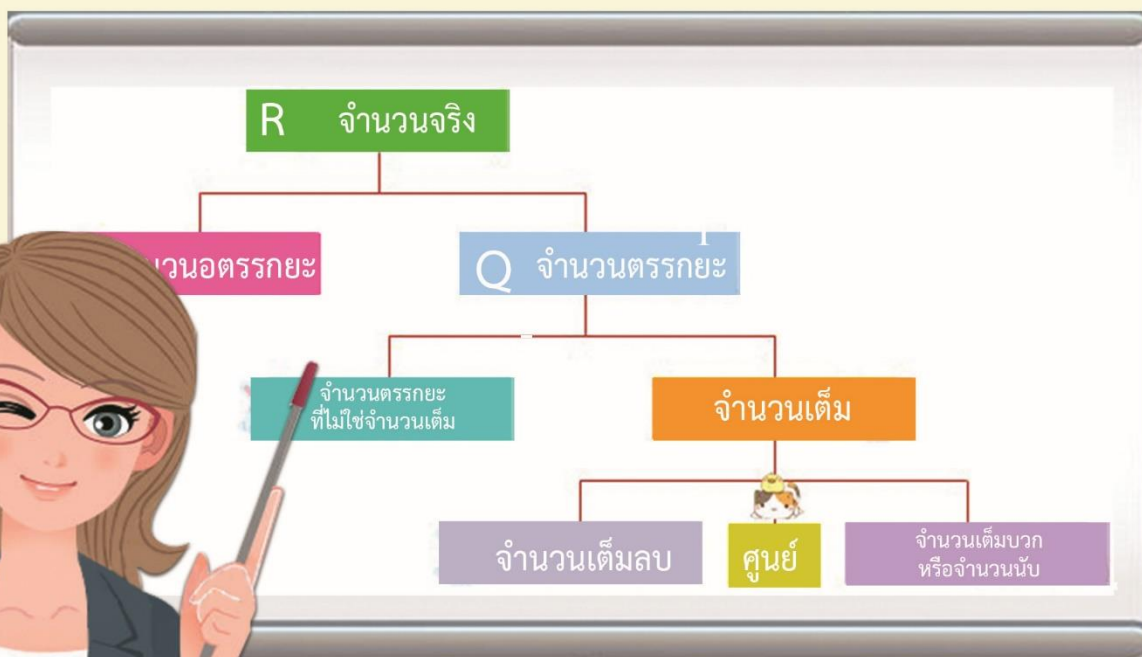 R จำนวนจริง
วนอตรรกยะ
Q จำนวนตรรกยะ
จำนวนตรรกยะ
ที่ไม่ใช่จำนวนเต็ม
จำนวนเต็ม
จำนวนเต็มลบ
ศูนย์
จำนวนเต็มบวก
หรือจำนวนนับ